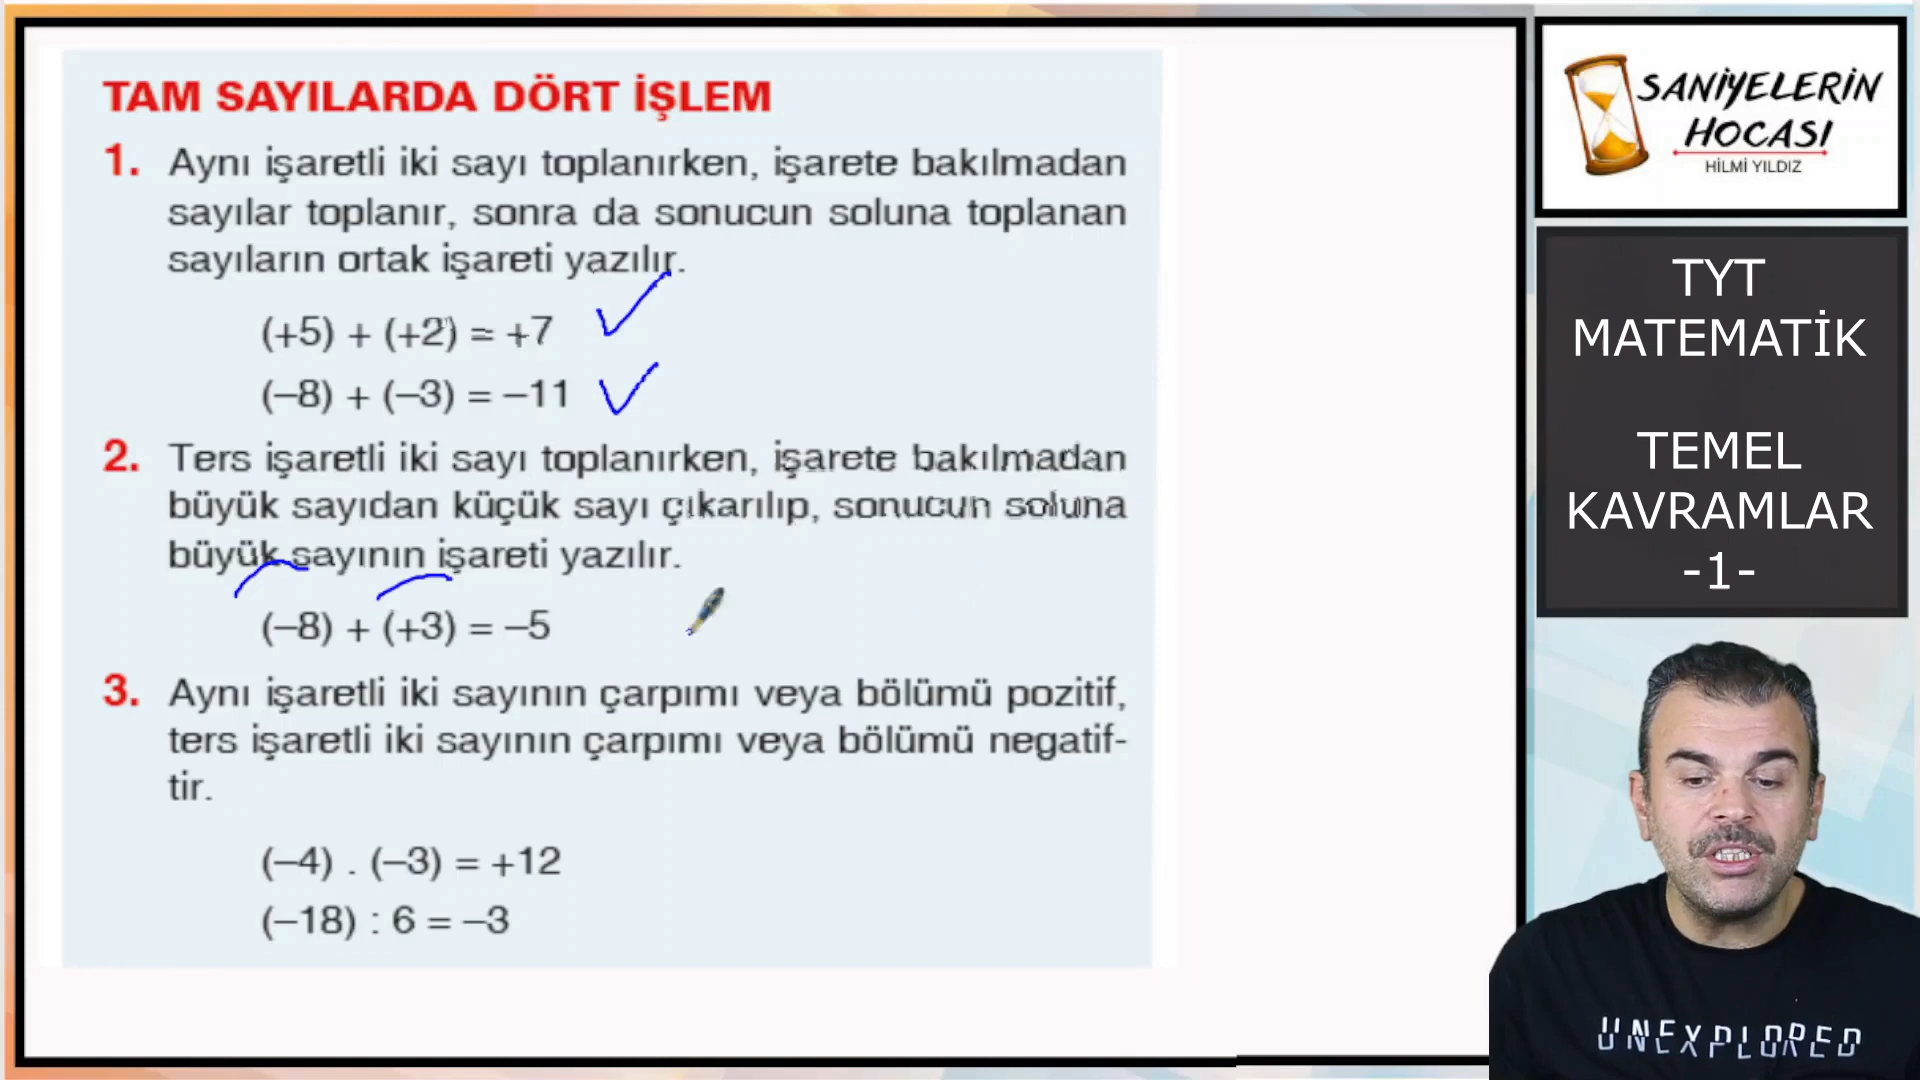 TAM SAYILARDA DÖRT İŞLEM
1. Aynı işaretli iki sayı toplanırken, işarete bakılmadan
sayılar toplanır, sonra da sonucun soluna toplanan
sayıların ortak işareti yazılır.
(+5) + (+2) = +7
(–8) + (–3) = –11
2. Ters işaretli iki sayı toplanırken, işarete bakılmadan
büyük sayıdan küçük sayı çıkarılıp, sonucun soluna
büyük sayının işareti yazılır.
(–8) + (+3) = –5
3. Aynı işaretli iki sayının çarpımı veya bölümü pozitif,
ters işaretli iki sayının çarpımı veya bölümü negatif-
tir.
(–4) . (–3) = +12
(–18) : 6 = –3
SANİYELERİN
HOCASI
HİLMİ YILDIZ
TYT
MATEMATİK
TEMEL
KAVRAMLAR
-1-
UNEXPLORED